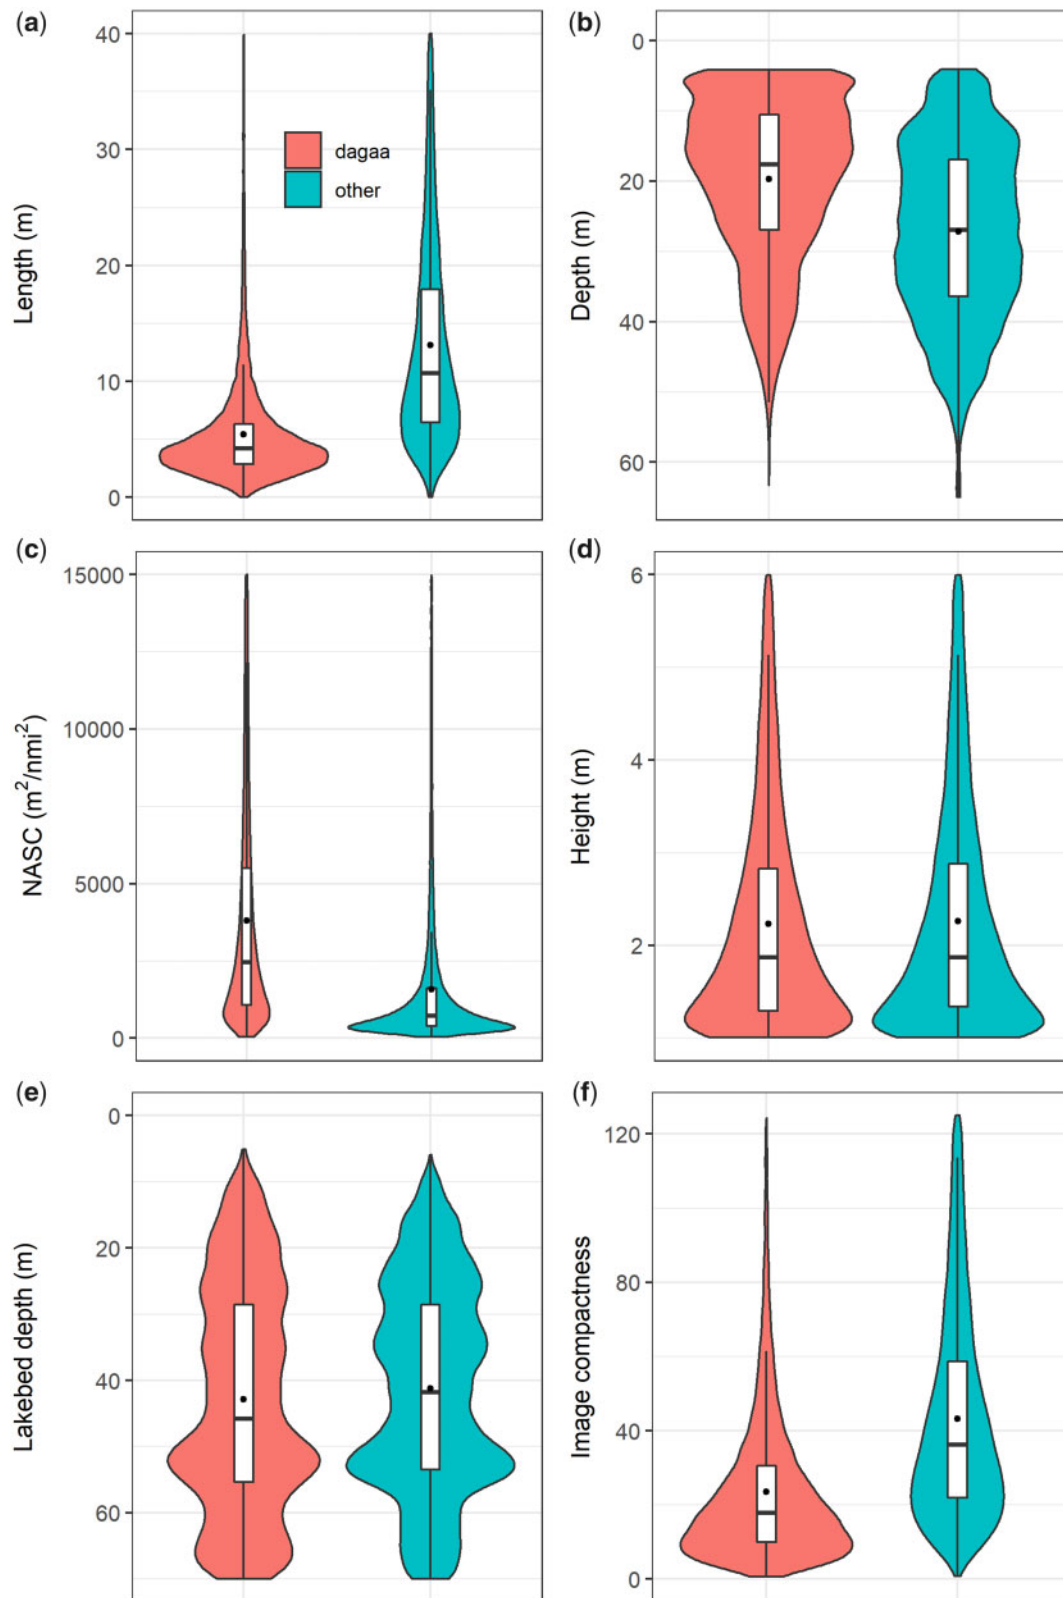 (a)
40
30
20
10
0
Length (m)
dagaa
other
(b)
0
20
40
60
Depth (m)
(c)
15000
10000
5000
0
NASC (m²/nmi²)
(d)
6
4
2
Height (m)
(e)
0
20
40
60
Lakebed depth (m)
(f)
120
80
40
0
Image compactness